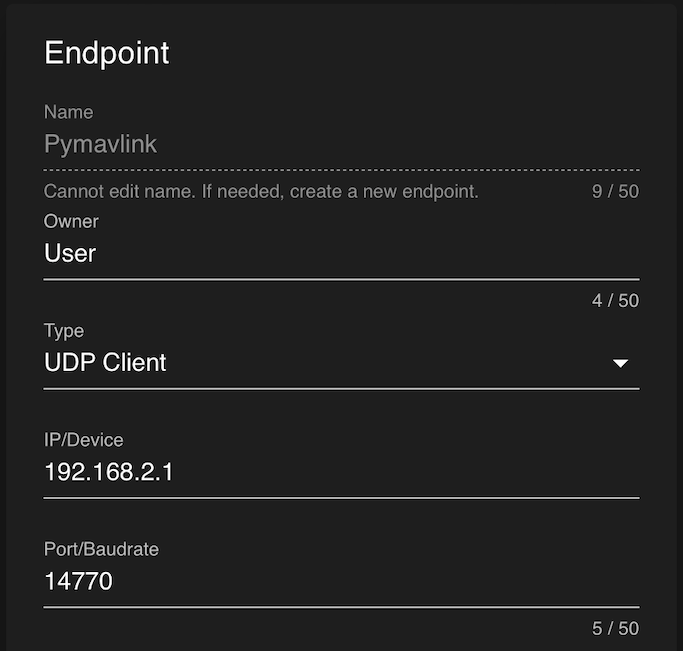 Endpoint
Name
Pymavlink
Cannot edit name. If needed, create a new endpoint. 9 / 50
Owner
User
4 / 50
Type
UDP Client
IP/Device
192.168.2.1
Port/Baudrate
14770
5 / 50